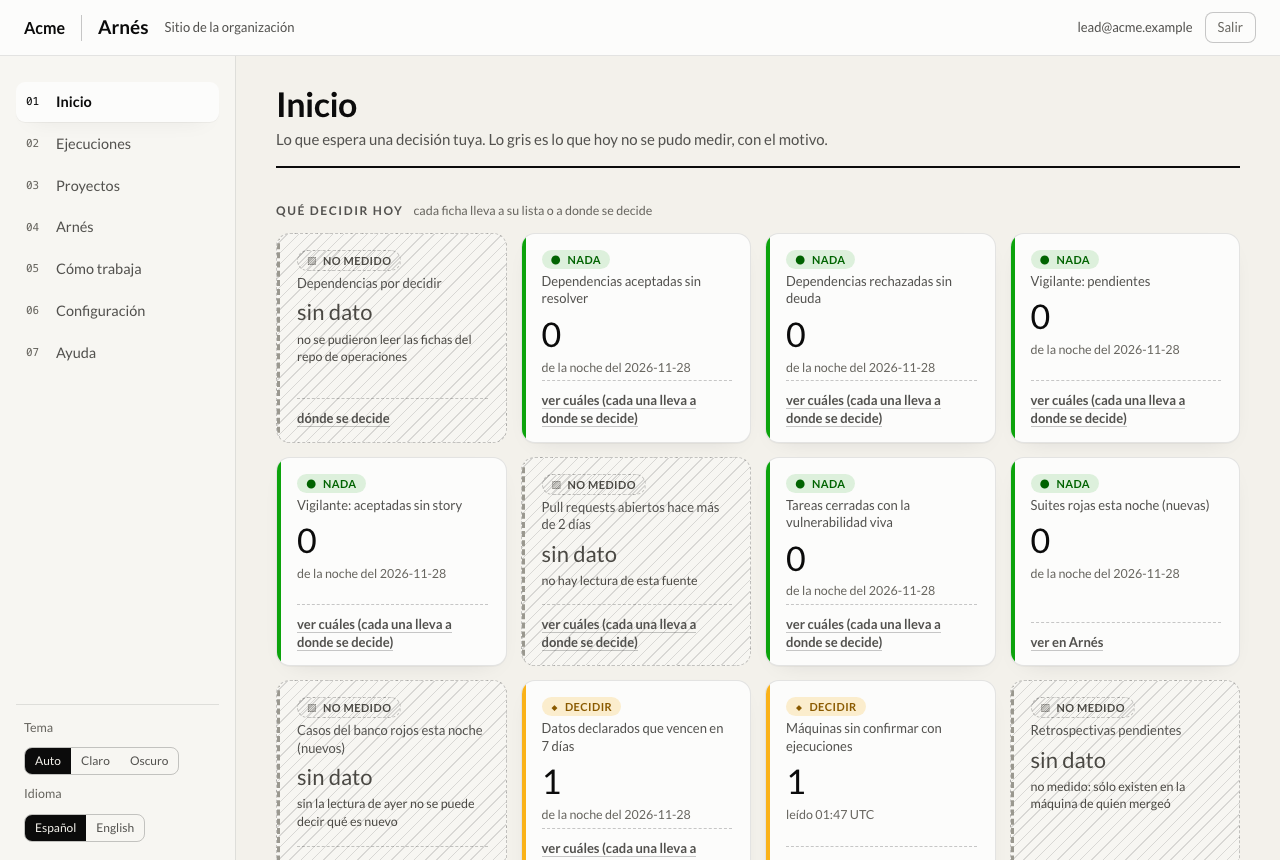 Acme
Arnés
Sitio de la organización
lead@acme.example
Salir
01 Inicio
02 Ejecuciones
03 Proyectos
04 Arnés
05 Cómo trabaja
06 Configuración
07 Ayuda
Tema
Auto Claro Oscuro
Idioma
Español English
Inicio
Lo que espera una decisión tuya. Lo gris es lo que hoy no se pudo medir, con el motivo.
QUÉ DECIDIR HOY cada ficha lleva a su lista o a donde se decide
NO MEDIDO
Dependencias por decidir
sin dato
no se pudieron leer las fichas del
repo de operaciones
dónde se decide
NADA
Dependencias aceptadas sin
resolver
0
de la noche del 2026-11-28
ver cuáles (cada una lleva a
donde se decide)
NADA
Dependencias rechazadas sin
deuda
0
de la noche del 2026-11-28
ver cuáles (cada una lleva a
donde se decide)
NADA
Vigilante: pendientes
0
de la noche del 2026-11-28
ver cuáles (cada una lleva a
donde se decide)
NADA
Vigilante: aceptadas sin story
0
de la noche del 2026-11-28
ver cuáles (cada una lleva a
donde se decide)
NO MEDIDO
Pull requests abiertos hace más
de 2 días
sin dato
no hay lectura de esta fuente
ver cuáles (cada una lleva a
donde se decide)
NADA
Tareas cerradas con la
vulnerabilidad viva
0
de la noche del 2026-11-28
ver cuáles (cada una lleva a
donde se decide)
NADA
Suites rojas esta noche (nuevas)
0
de la noche del 2026-11-28
ver en Arnés
NO MEDIDO
Casos del banco rojos esta noche
(nuevos)
sin dato
sin la lectura de ayer no se puede
decir qué es nuevo
DECIDIR
Datos declarados que vencen en
7 días
1
de la noche del 2026-11-28
ver cuáles (cada una lleva a
DECIDIR
Máquinas sin confirmar con
ejecuciones
1
leído 01:47 UTC
NO MEDIDO
Retrospectivas pendientes
sin dato
no medido: sólo existen en la
máquina de quien mergeó